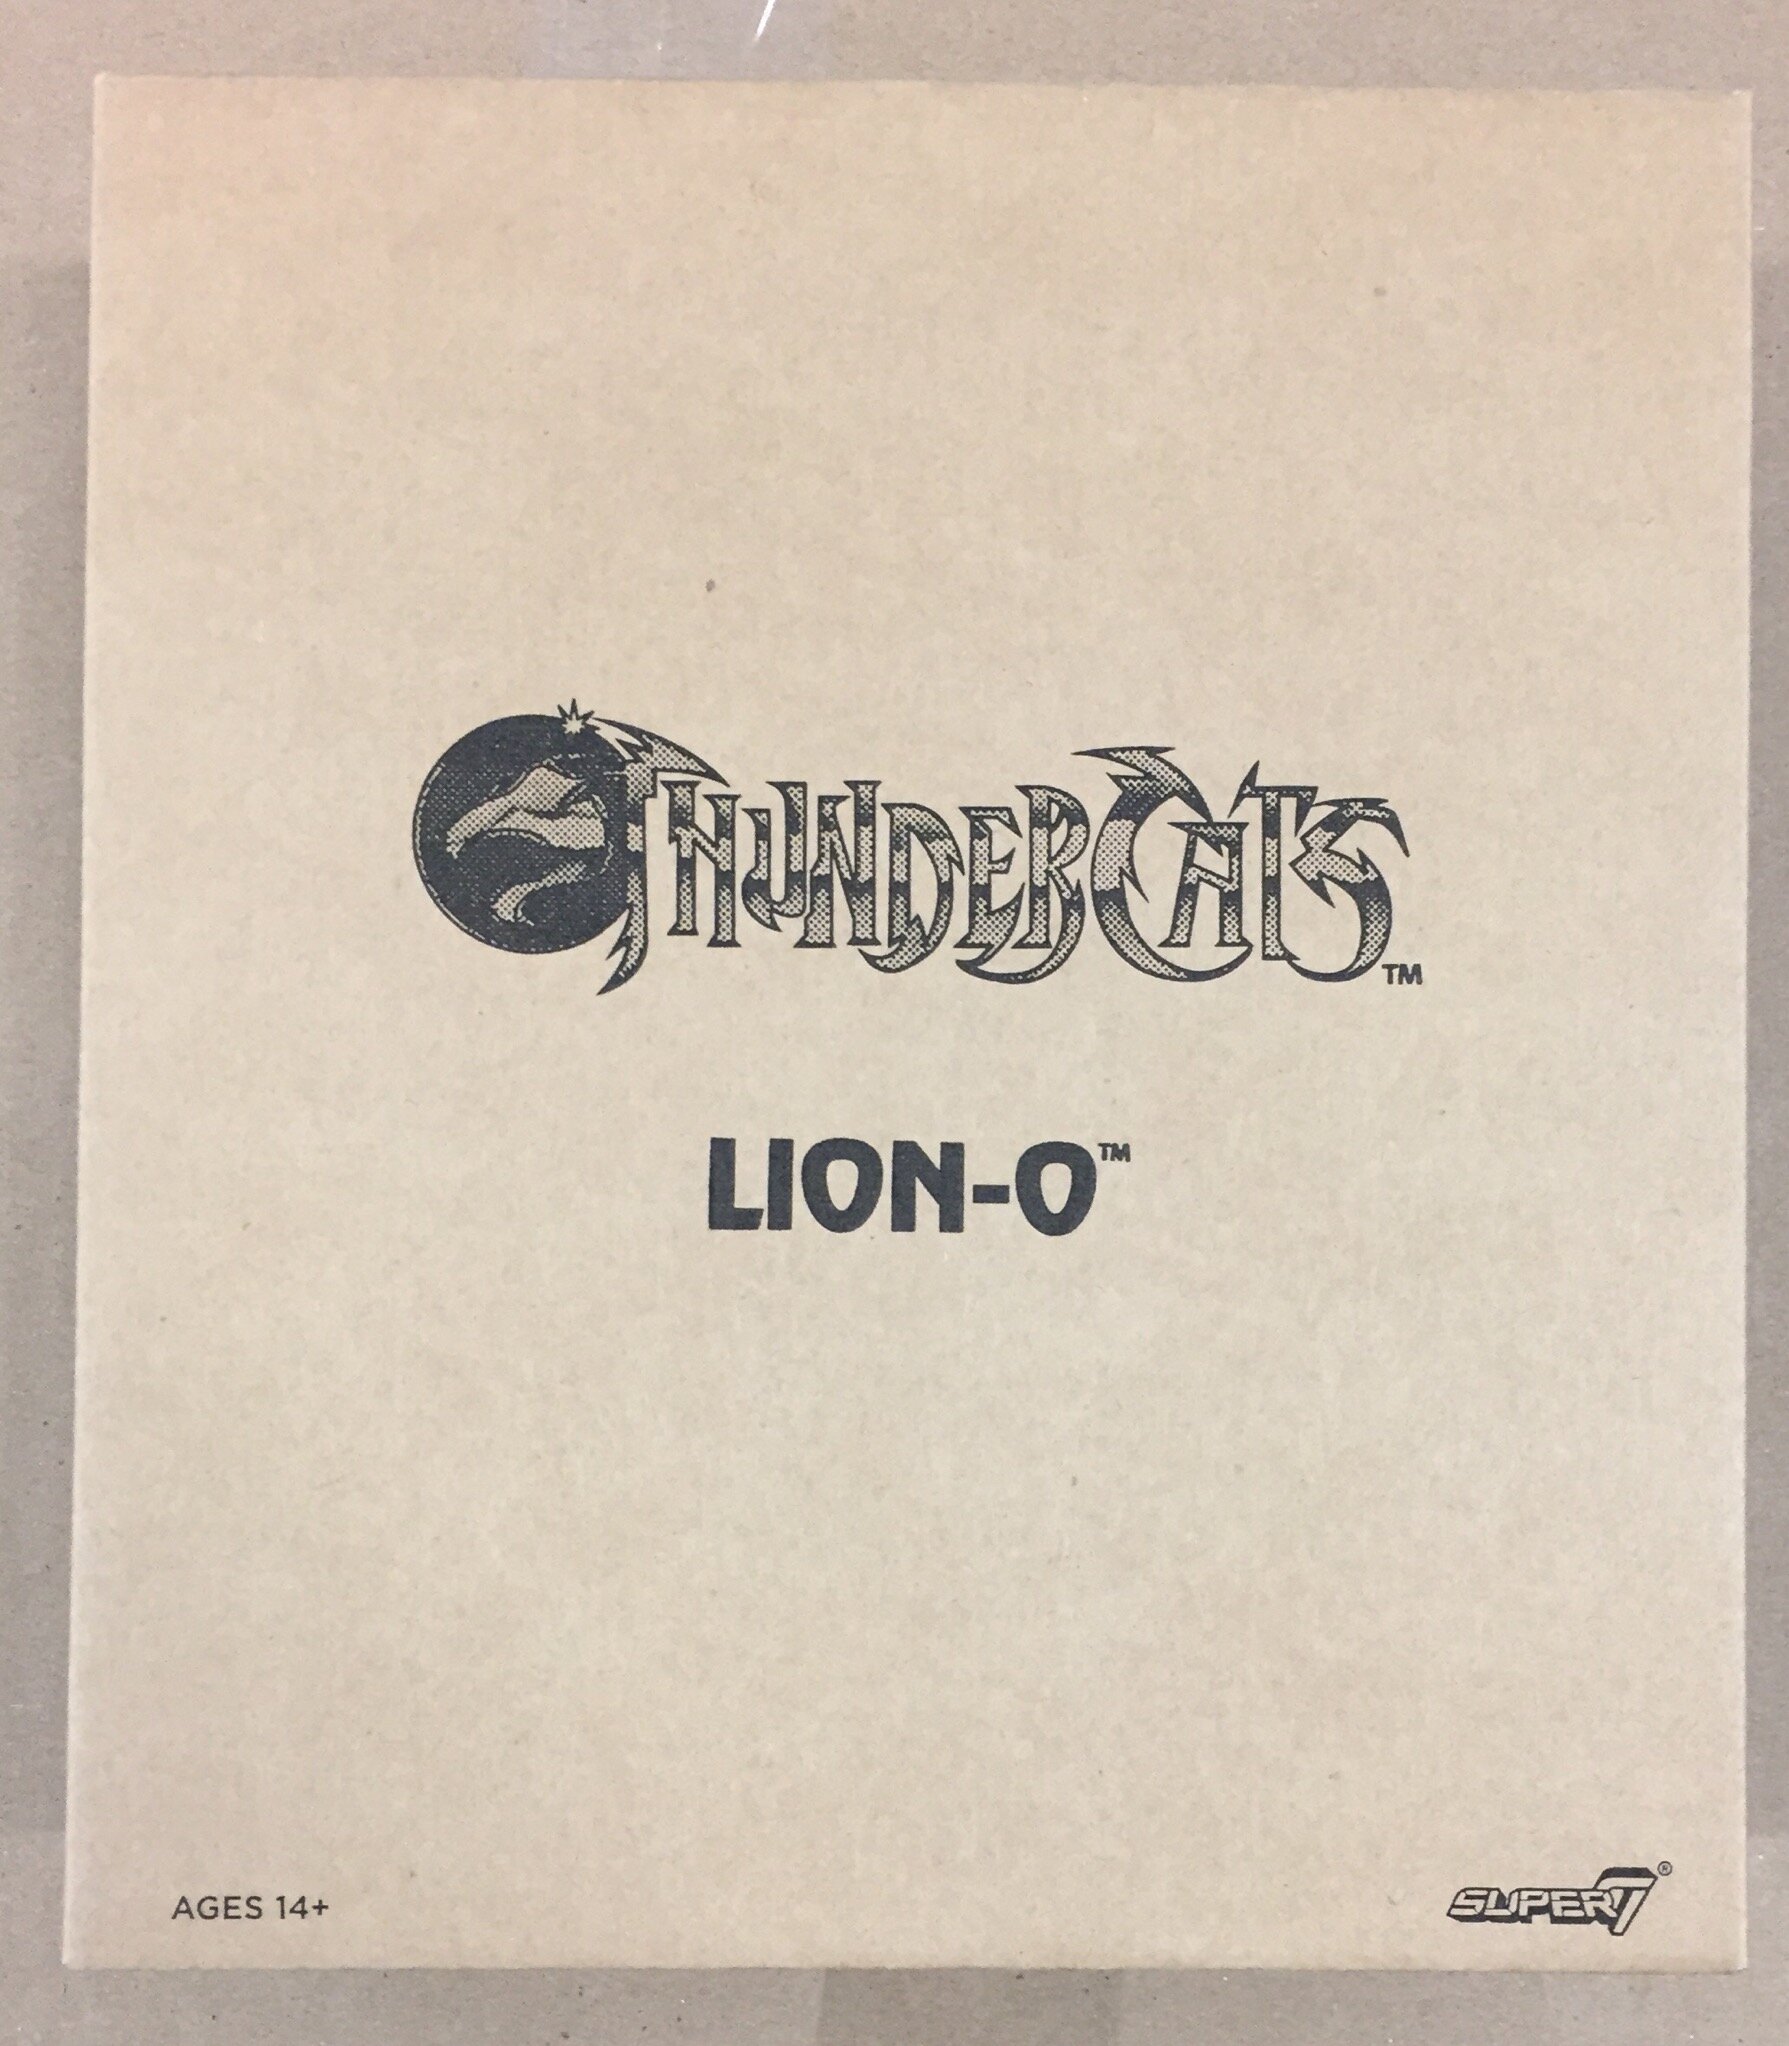 THUNDERCATS™
LION-O™
AGES 14+
SUPER7®